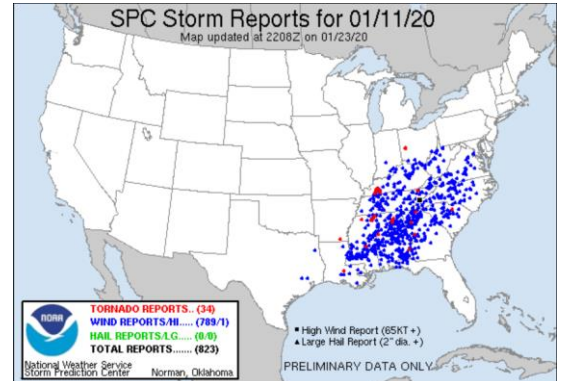 SPC Storm Reports for 01/11/20
Map updated at 2208Z on 01/23/20
TORNADO REPORTS.. (34)
WIND REPORTS/HI..... (789/1)
HAIL REPORTS/LG..... (0/0)
TOTAL REPORTS....... (823)
NOAA
National Weather Service
Storm Prediction Center Norman, Oklahoma
■ High Wind Report (65KT +)
▲ Large Hail Report (2" dia. +)
PRELIMINARY DATA ONLY